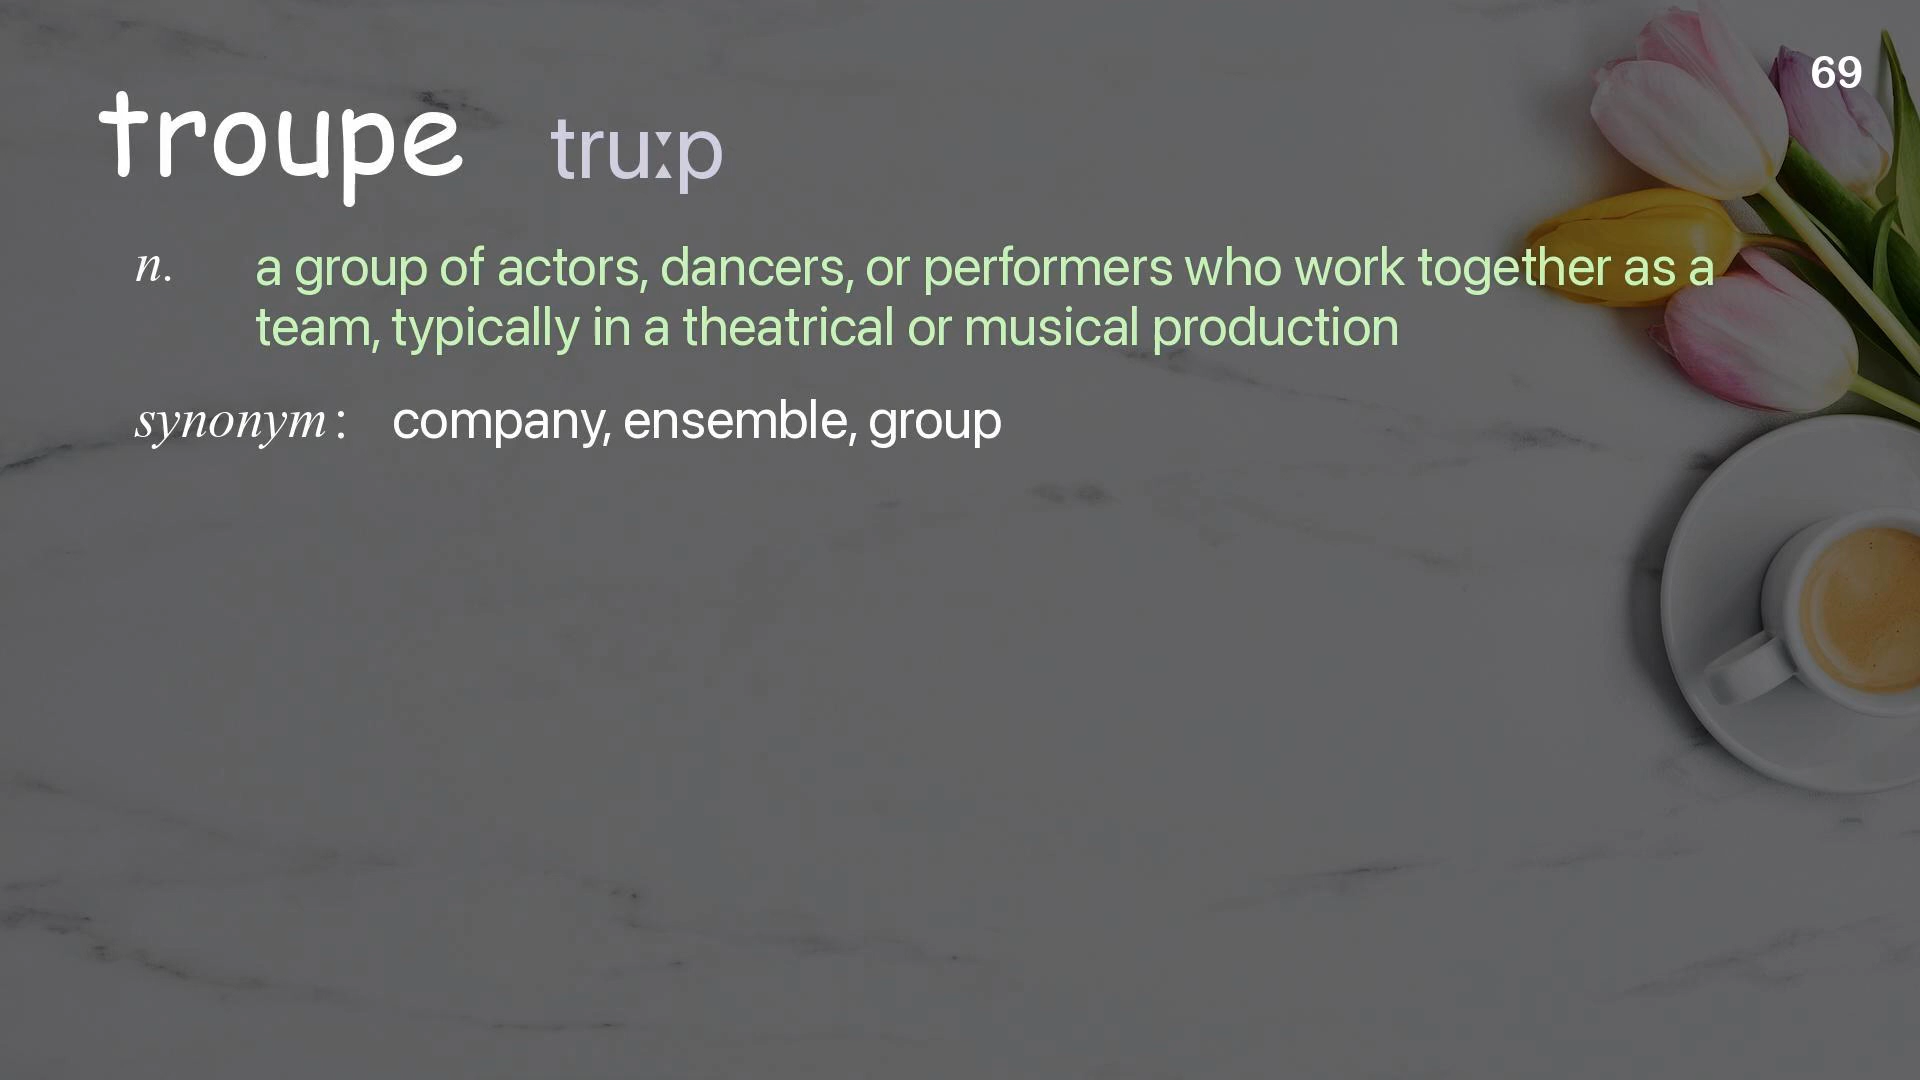 69
troupe truːp
n. a group of actors, dancers, or performers who work together as a
team, typically in a theatrical or musical production
synonym : company, ensemble, group